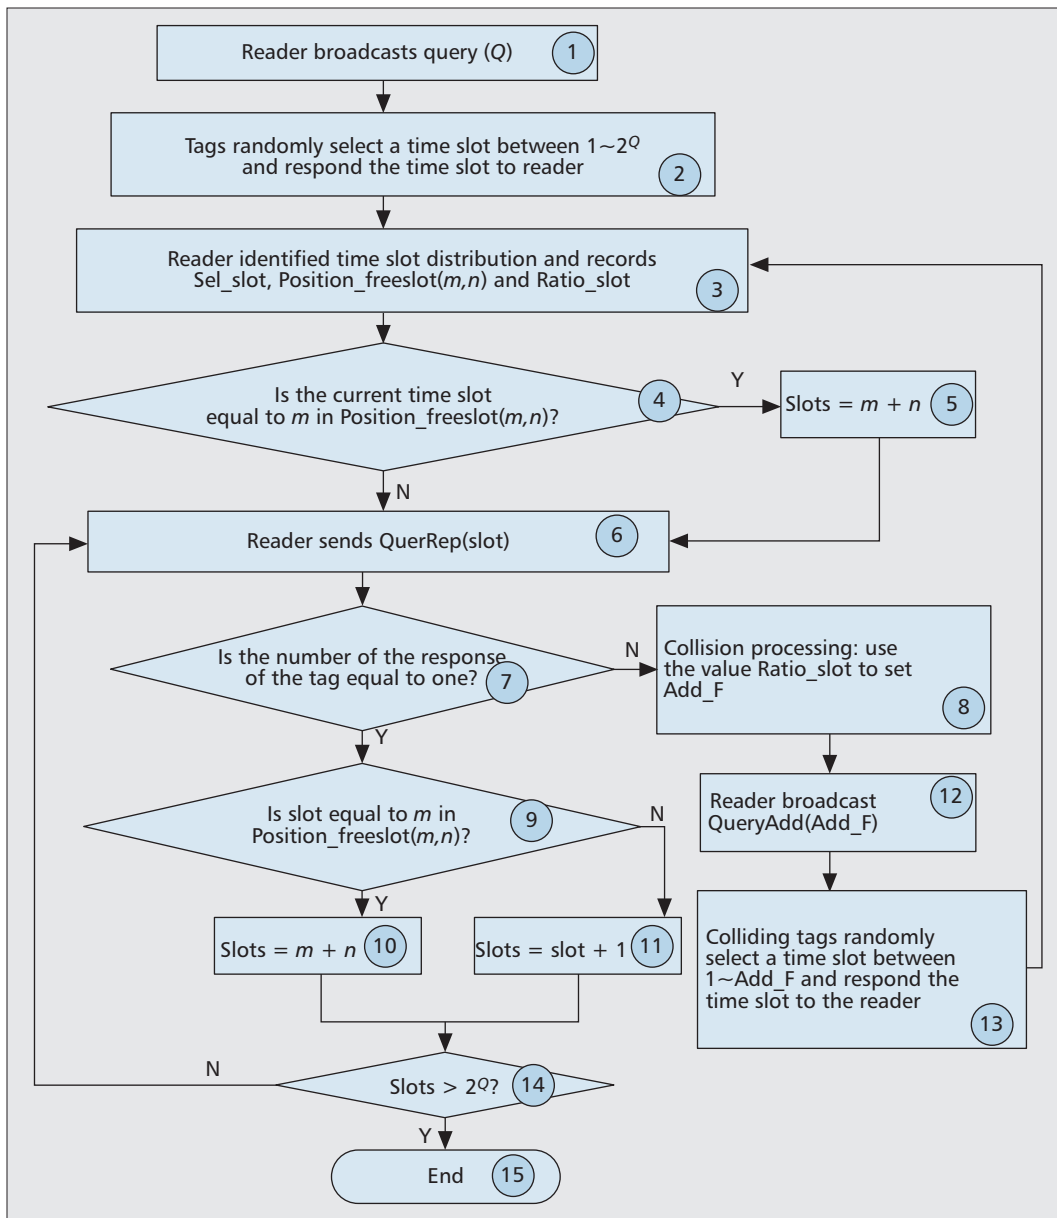 Reader broadcasts query (Q)
1
Tags randomly select a time slot between 1~2^Q
and respond the time slot to reader
2
Reader identified time slot distribution and records
Sel_slot, Position_freeslot(m,n) and Ratio_slot
3
Is the current time slot
equal to m in Position_freeslot(m,n)?
4
Y
Slots = m + n
5
N
Reader sends QuerRep(slot)
6
Is the number of the response
of the tag equal to one?
7
N
Collision processing: use
the value Ratio_slot to set
Add_F
8
Y
Is slot equal to m in
Position_freeslot(m,n)?
9
N
Reader broadcast
QueryAdd(Add_F)
12
Y
Slots = m + n
10
Slots = slot + 1
11
Colliding tags randomly
select a time slot between
1~Add_F and respond the
time slot to the reader
13
N
Slots > 2^Q?
14
Y
End
15